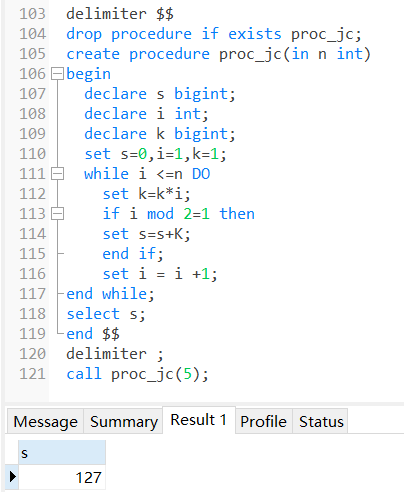 103 delimiter $$
104 drop procedure if exists proc_jc;
105 create procedure proc_jc(in n int)
106 begin
107 declare s bigint;
108 declare i int;
109 declare k bigint;
110 set s=0,i=1,k=1;
111 while i <=n DO
112 set k=k*i;
113 if i mod 2=1 then
114 set s=s+K;
115 end if;
116 set i = i +1;
117 end while;
118 select s;
119 end $$
120 delimiter ;
121 call proc_jc(5);
Message Summary Result 1 Profile Status
s
127